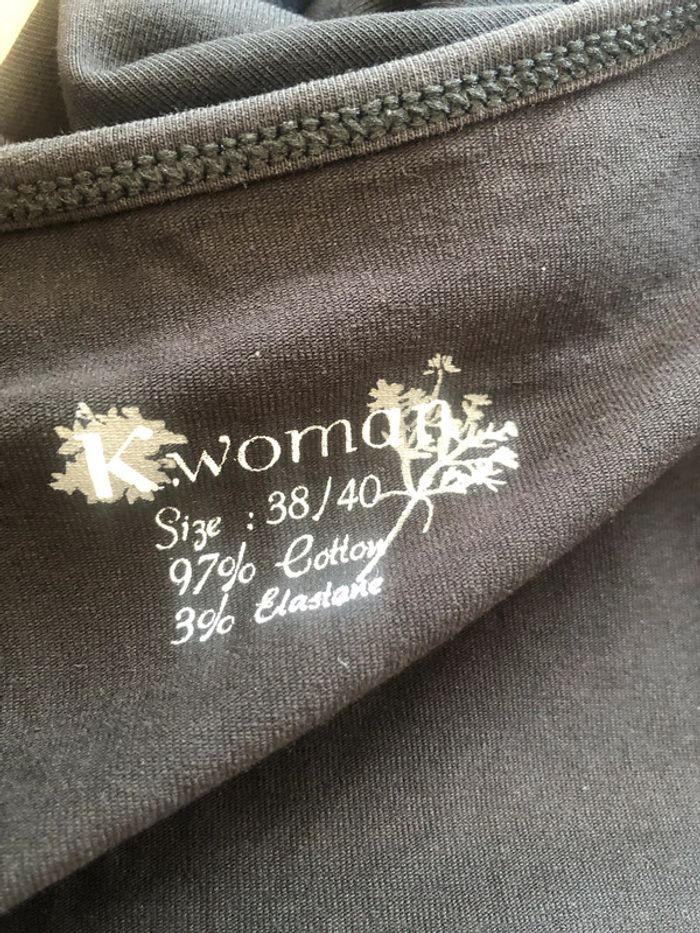 K.woman
Size : 38/40
97% Cotton
3% Elastane